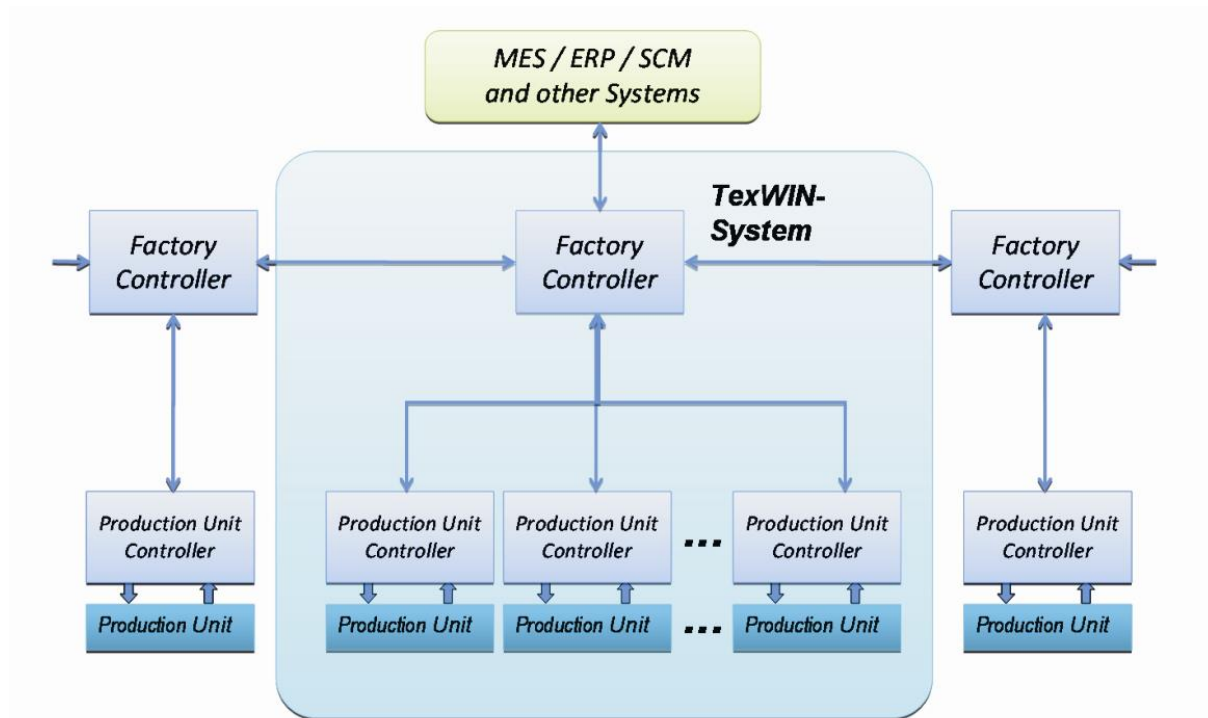 MES / ERP / SCM
and other Systems
TexWIN-
System
Factory
Controller
Factory
Controller
Factory
Controller
Production Unit
Controller
Production Unit
Controller
Production Unit
Controller
...
Production Unit
Controller
Production Unit
Controller
Production Unit
Production Unit
Production Unit
...
Production Unit
Production Unit